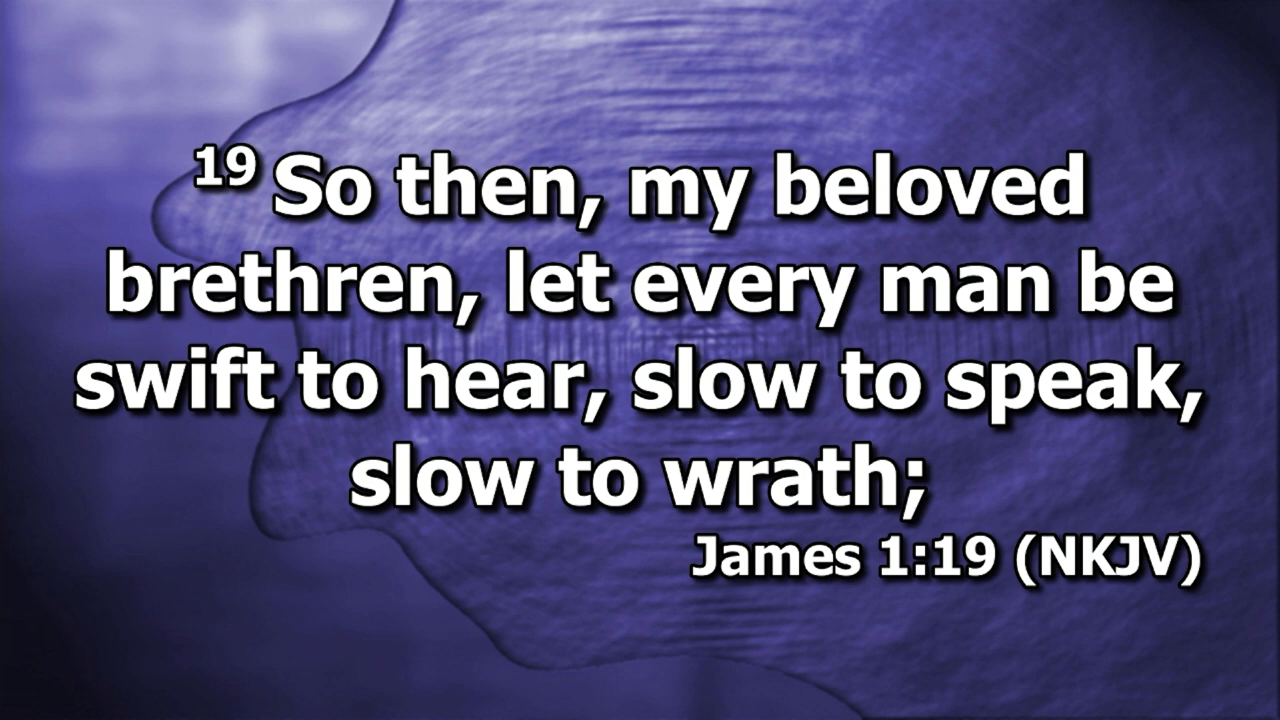 19 So then, my beloved
brethren, let every man be
swift to hear, slow to speak,
slow to wrath;
James 1:19 (NKJV)